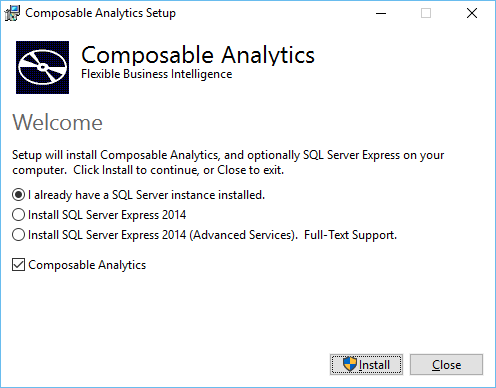 Composable Analytics Setup
Composable Analytics
Flexible Business Intelligence
Welcome
Setup will install Composable Analytics, and optionally SQL Server Express on your
computer.  Click Install to continue, or Close to exit.
I already have a SQL Server instance installed.
Install SQL Server Express 2014
Install SQL Server Express 2014 (Advanced Services).  Full-Text Support.
Composable Analytics
Install Close